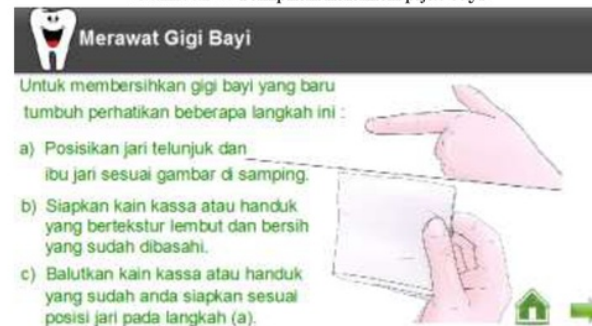 Merawat Gigi Bayi
Untuk membersihkan gigi bayi yang baru
tumbuh perhatikan beberapa langkah ini :
a) Posisikan jari telunjuk dan
ibu jari sesuai gambar di samping.
b) Siapkan kain kassa atau handuk
yang bertekstur lembut dan bersih
yang sudah dibasahi.
c) Balutkan kain kassa atau handuk
yang sudah anda siapkan sesuai
posisi jari pada langkah (a).